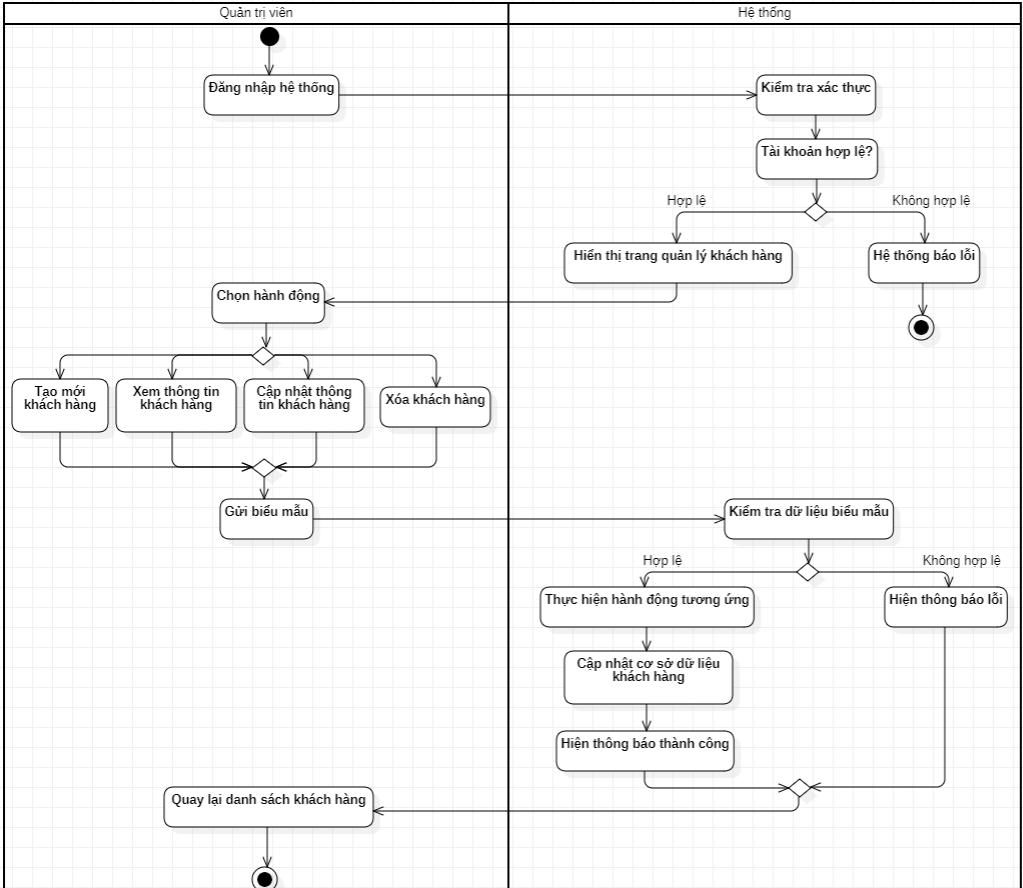 Quản trị viên
Hệ thống
Đăng nhập hệ thống
Kiểm tra xác thực
Tài khoản hợp lệ?
Hợp lệ
Không hợp lệ
Hiển thị trang quản lý khách hàng
Hệ thống báo lỗi
Chọn hành động
Tạo mới
khách hàng
Xem thông tin
khách hàng
Cập nhật thông
tin khách hàng
Xóa khách hàng
Gửi biểu mẫu
Kiểm tra dữ liệu biểu mẫu
Hợp lệ
Không hợp lệ
Thực hiện hành động tương ứng
Hiện thông báo lỗi
Cập nhật cơ sở dữ liệu
khách hàng
Hiện thông báo thành công
Quay lại danh sách khách hàng